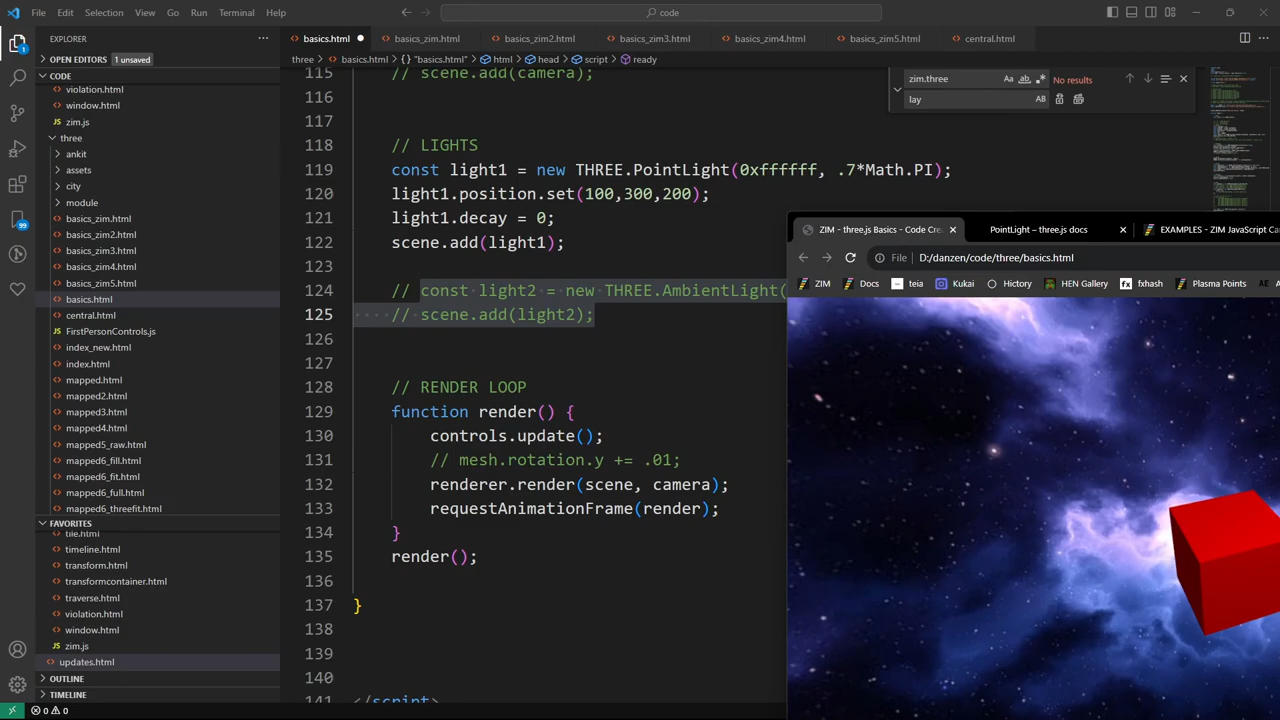 File Edit Selection View Go Run Terminal Help
code
EXPLORER
OPEN EDITORS 1 unsaved
CODE
violation.html
window.html
zim.js
three
ankit
assets
city
module
basics_zim.html
basics_zim2.html
basics_zim3.html
basics_zim4.html
basics_zim5.html
basics.html
central.html
FirstPersonControls.js
index_new.html
index.html
mapped.html
mapped2.html
mapped3.html
mapped4.html
mapped5_raw.html
mapped6_fill.html
mapped6_fit.html
mapped6_full.html
mapped6_threefit.html
FAVORITES
tile.html
timeline.html
transform.html
transformcontainer.html
traverse.html
violation.html
window.html
zim.js
updates.html
OUTLINE
TIMELINE
0 0
1
99
basics.html basics_zim.html basics_zim2.html basics_zim3.html basics_zim4.html basics_zim5.html central.html
three > basics.html > "basics.html" > html > head > script > ready
zim.three Aa ab No results
lay AB
115 // scene.add(camera);
116
117
118 // LIGHTS
119 const light1 = new THREE.PointLight(0xffffff, .7*Math.PI);
120 light1.position.set(100,300,200);
121 light1.decay = 0;
122 scene.add(light1);
123
124 // const light2 = new THREE.AmbientLight(
125 // scene.add(light2);
126
127
128 // RENDER LOOP
129 function render() {
130 controls.update();
131 // mesh.rotation.y += .01;
132 renderer.render(scene, camera);
133 requestAnimationFrame(render);
134 }
135 render();
136
137 }
138
139
140
141 </script>
ZIM - three.js Basics - Code Cre PointLight – three.js docs EXAMPLES - ZIM JavaScript Ca
File D:/danzen/code/three/basics.html
ZIM Docs teia Kukai History HEN Gallery fxhash Plasma Points